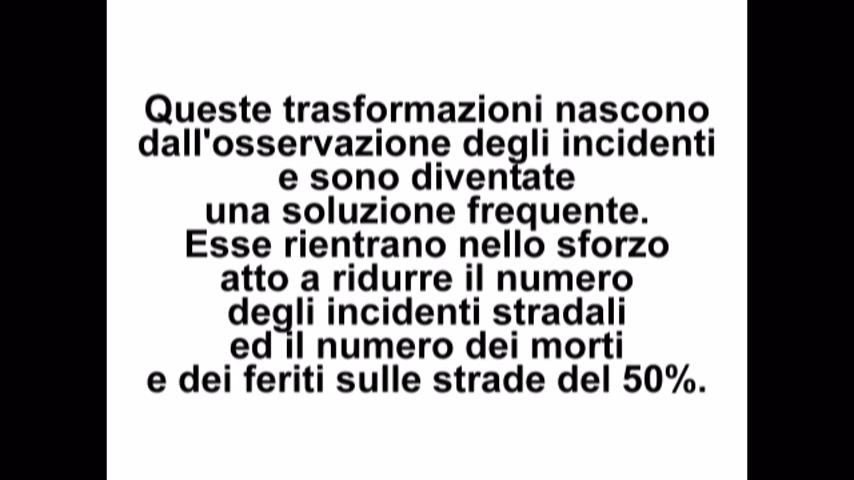 Queste trasformazioni nascono
dall'osservazione degli incidenti
e sono diventate
una soluzione frequente.
Esse rientrano nello sforzo
atto a ridurre il numero
degli incidenti stradali
ed il numero dei morti
e dei feriti sulle strade del 50%.